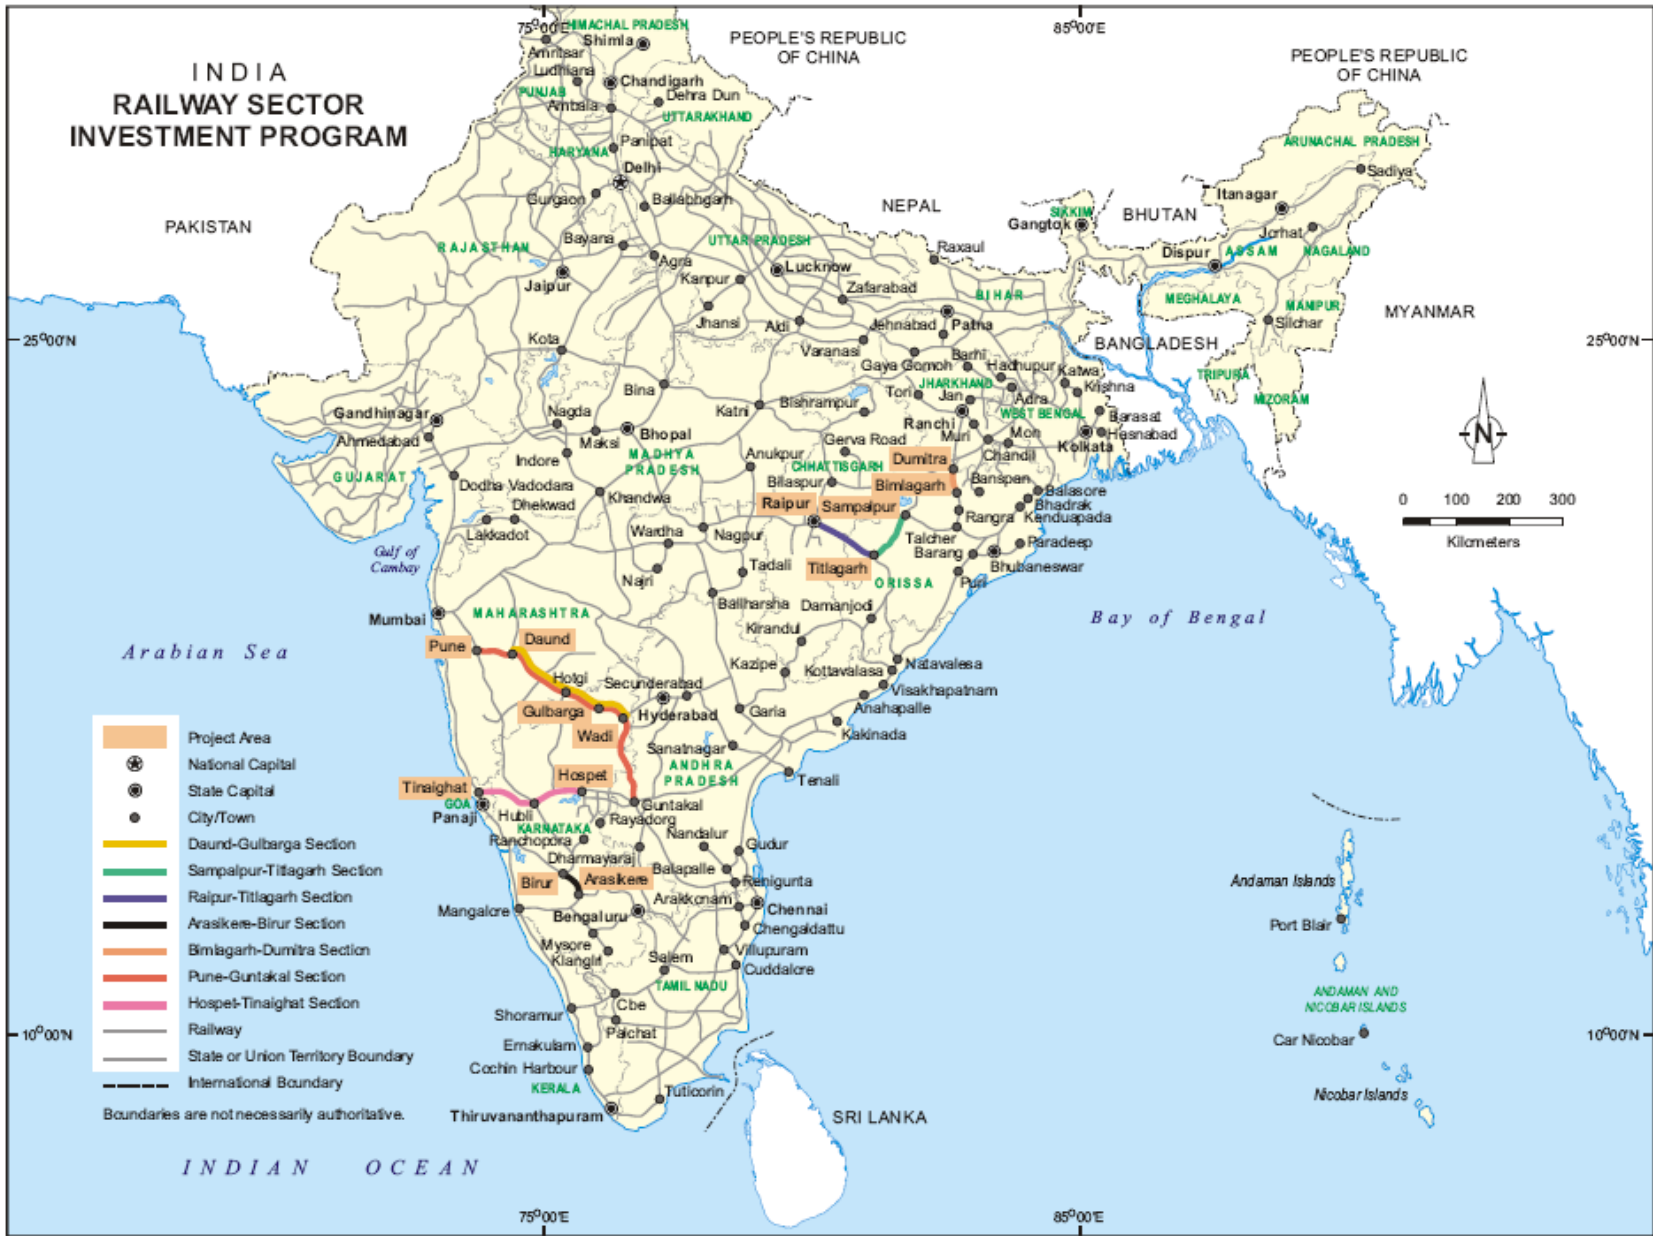 INDIA
RAILWAY SECTOR
INVESTMENT PROGRAM
75°00'E
85°00'E
HIMACHAL PRADESH
Shimla
PEOPLE'S REPUBLIC
OF CHINA
PEOPLE'S REPUBLIC
OF CHINA
Amritsar
Ludhiana
Chandigarh
PUNJAB
Dehra Dun
Ambala
UTTARAKHAND
Panipat
HARYANA
Delhi
Gurgaon
Ballabhgarh
ARUNACHAL PRADESH
Sadiya
Itanagar
NEPAL
SIKKIM
BHUTAN
Gangtok
PAKISTAN
Jorhat
RAJASTHAN
Bayana
UTTAR PRADESH
Raxaul
Dispur
ASSAM
NAGALAND
Agra
Lucknow
Jaipur
Kanpur
Zafarabad
BIHAR
MEGHALAYA
MANIPUR
MYANMAR
Jhansi
Aldi
Jehnabad
Patna
Silchar
25°00'N
25°00'N
Kota
Varanasi
BANGLADESH
Gaya
Gomoh
Barhi
Hadhupur
Katwa
TRIPURA
Bina
JHARKHAND
Krishna
Tori
Jan
Adra
MIZORAM
Gandhinagar
Nagda
Katni
Bishrampur
WEST BENGAL
Barasat
Ahmedabad
Maksi
Bhopal
Ranchi
Muri
Mon
Kolkata
Hasnabad
Gerva Road
Chandil
Indore
MADHYA
PRADESH
Anukpur
CHHATTISGARH
Dumitra
GUJARAT
Dodha
Vadodara
Bilaspur
Bimlagarh
Banspan
Khandwa
Balasore
Dhekwad
Raipur
Sampalpur
Bhadrak
Rangra
Kenduapada
Lakkadot
Wardha
Nagpur
Talcher
Paradeep
Barang
Gulf of
Cambay
Najri
Tadali
Titlagarh
Bhubaneswar
ORISSA
Puri
N
0 100 200 300
Kilometers
Ballharsha
Mumbai
MAHARASHTRA
Damanjodi
Bay of Bengal
Kirandul
Arabian Sea
Pune
Daund
Kazipe
Kottavalasa
Natavalesa
Hotgi
Secunderabad
Visakhapatnam
Gulbarga
Hyderabad
Garia
Anahapalle
Wadi
Kakinada
Sanatnagar
ANDHRA
PRADESH
Hospet
Tenali
Tinaighat
GOA
Panaji
Hubli
Guntakal
KARNATAKA
Rayadorg
Ranchopora
Nandalur
Dharmayaraj
Gudur
Balapalle
Birur
Arasikere
Renigunta
Arakkonam
Mangalore
Bengaluru
Chennai
Chengaldattu
Mysore
Klanglit
Villupuram
Salem
Cuddalore
TAMIL NADU
Cbe
Shoramur
Palchat
Ernakulam
Cochin Harbour
KERALA
Tuticorin
Thiruvananthapuram
SRI LANKA
Andaman Islands
Port Blair
ANDAMAN AND
NICOBAR ISLANDS
Car Nicobar
Nicobar Islands
10°00'N
10°00'N
Project Area
National Capital
State Capital
City/Town
Daund-Gulbarga Section
Sampalpur-Titlagarh Section
Raipur-Titlagarh Section
Arasikere-Birur Section
Bimlagarh-Dumitra Section
Pune-Guntakal Section
Hospet-Tinaighat Section
Railway
State or Union Territory Boundary
International Boundary
Boundaries are not necessarily authoritative.
INDIAN OCEAN
75°00'E
85°00'E